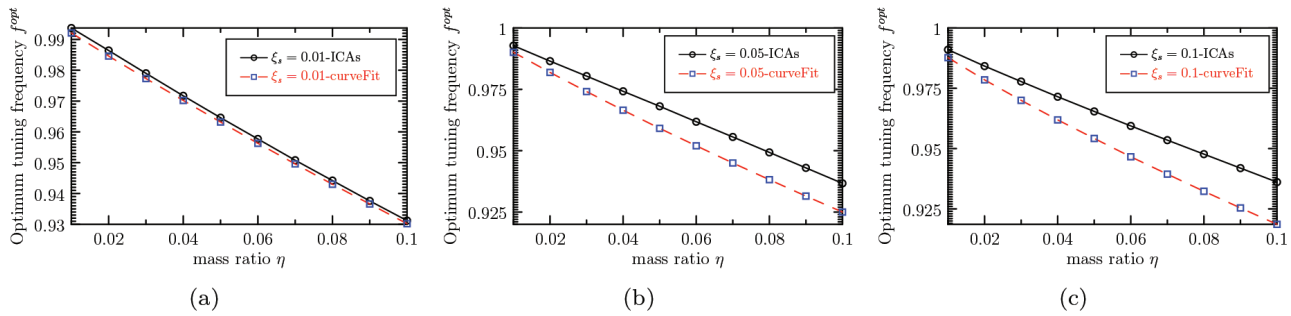 Optimum tuning frequency f^opt
0.99
0.98
0.97
0.96
0.95
0.94
0.93
ξs = 0.01-ICAs
ξs = 0.01-curveFit
0.02 0.04 0.06 0.08 0.1
mass ratio η
(a)
Optimum tuning frequency f^opt
1
0.975
0.95
0.925
ξs = 0.05-ICAs
ξs = 0.05-curveFit
0.02 0.04 0.06 0.08 0.1
mass ratio η
(b)
Optimum tuning frequency f^opt
1
0.975
0.95
0.925
ξs = 0.1-ICAs
ξs = 0.1-curveFit
0.02 0.04 0.06 0.08 0.1
mass ratio η
(c)